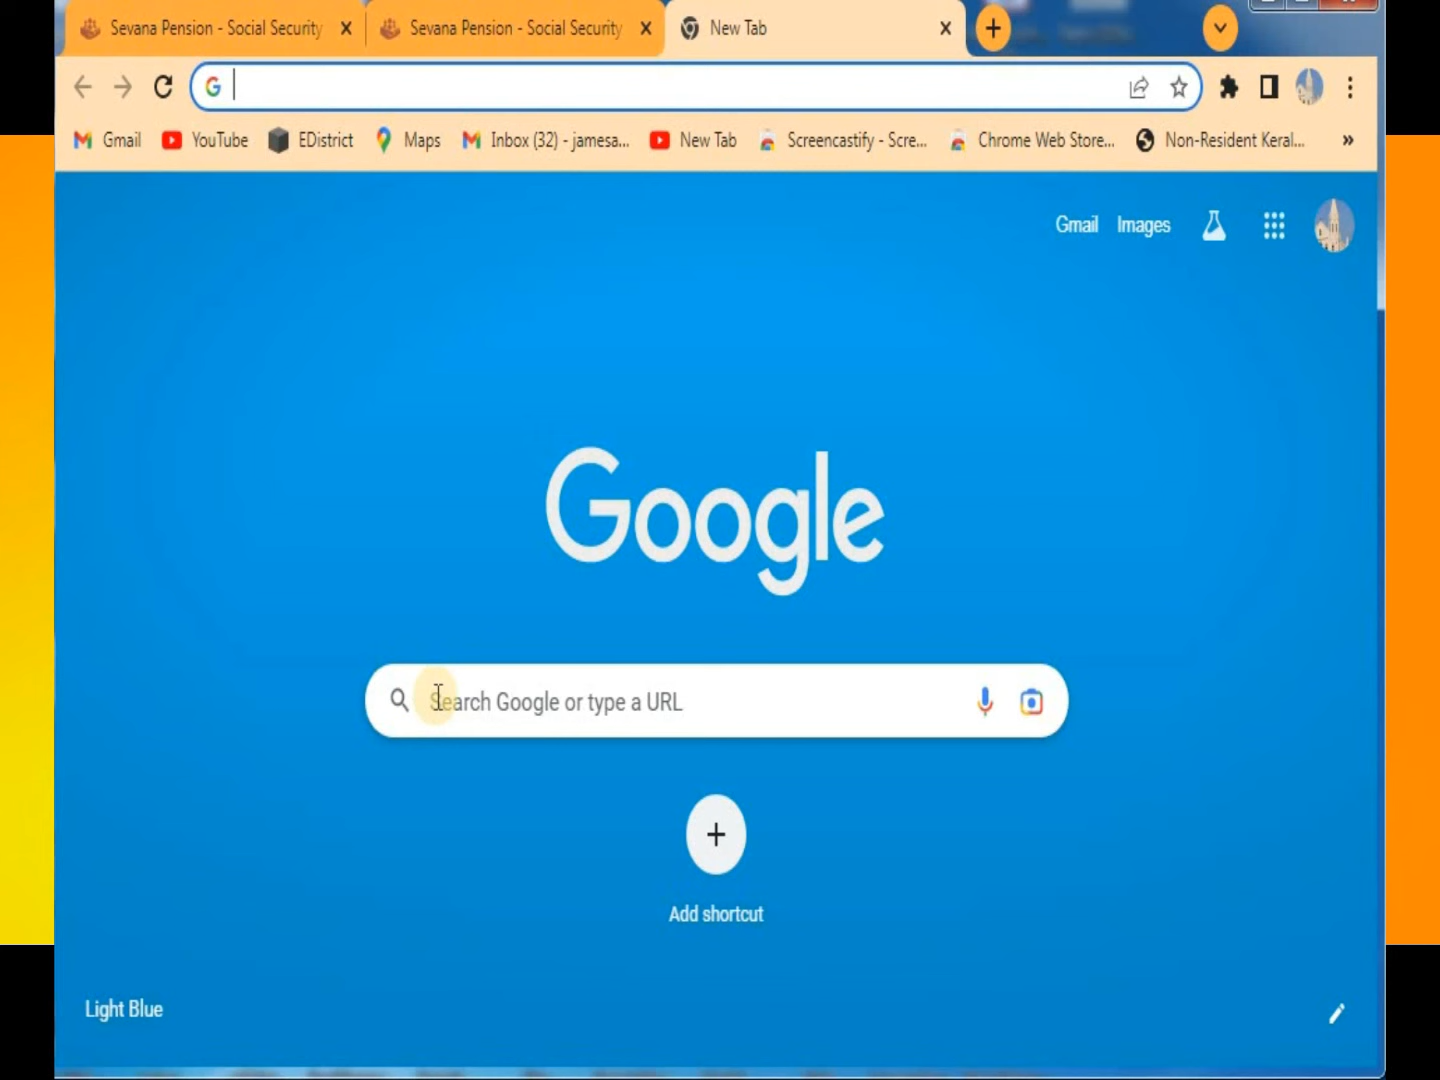 Sevana Pension - Social Security
Sevana Pension - Social Security
New Tab
Gmail
YouTube
EDistrict
Maps
Inbox (32) - jamesa...
New Tab
Screencastify - Scre...
Chrome Web Store...
Non-Resident Keral...
Gmail Images
Google
Search Google or type a URL
Add shortcut
Light Blue